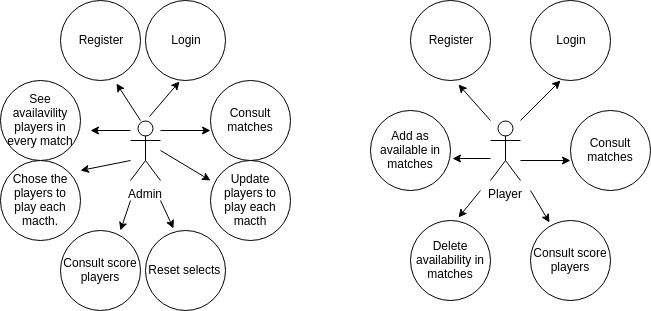 Register
Login
See
availavility
players in
every match
Consult
matches
Chose the
players to
play each
macth.
Update
players to
play each
macth
Admin
Consult score
players
Reset selects
Register
Login
Add as
available in
matches
Consult
matches
Player
Delete
availability in
matches
Consult score
players